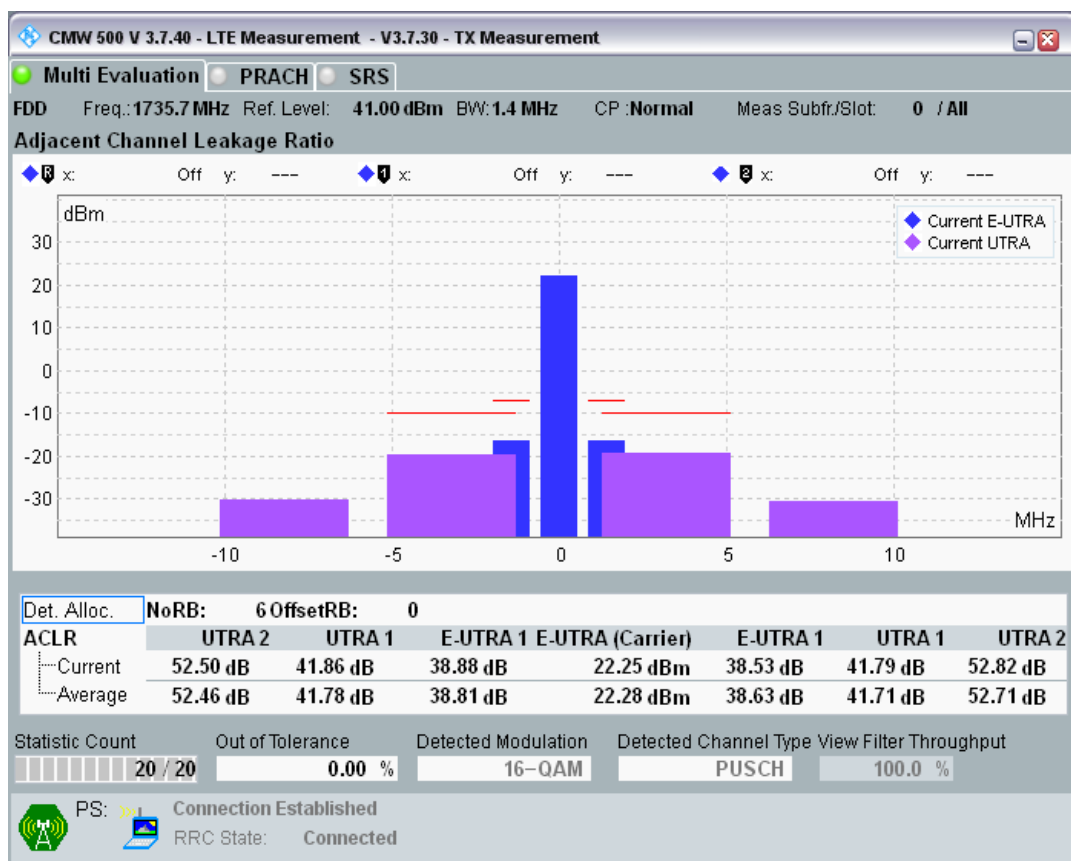 CMW 500 V 3.7.40 - LTE Measurement - V3.7.30 - TX Measurement
Multi Evaluation PRACH SRS
FDD Freq.: 1735.7 MHz Ref. Level: 41.00 dBm BW: 1.4 MHz CP : Normal Meas Subfr./Slot: 0 / All
Adjacent Channel Leakage Ratio
R x: Off y: --- 1 x: Off y: --- 2 x: Off y: ---
dBm
Current E-UTRA
Current UTRA
30
20
10
0
-10
-20
-30
MHz
-10 -5 0 5 10
Det. Alloc. NoRB: 6 OffsetRB: 0
ACLR UTRA 2 UTRA 1 E-UTRA 1 E-UTRA (Carrier) E-UTRA 1 UTRA 1 UTRA 2
Current 52.50 dB 41.86 dB 38.88 dB 22.25 dBm 38.53 dB 41.79 dB 52.82 dB
Average 52.46 dB 41.78 dB 38.81 dB 22.28 dBm 38.63 dB 41.71 dB 52.71 dB
Statistic Count Out of Tolerance Detected Modulation Detected Channel Type View Filter Throughput
20 / 20 0.00 % 16-QAM PUSCH 100.0 %
PS: Connection Established
RRC State: Connected